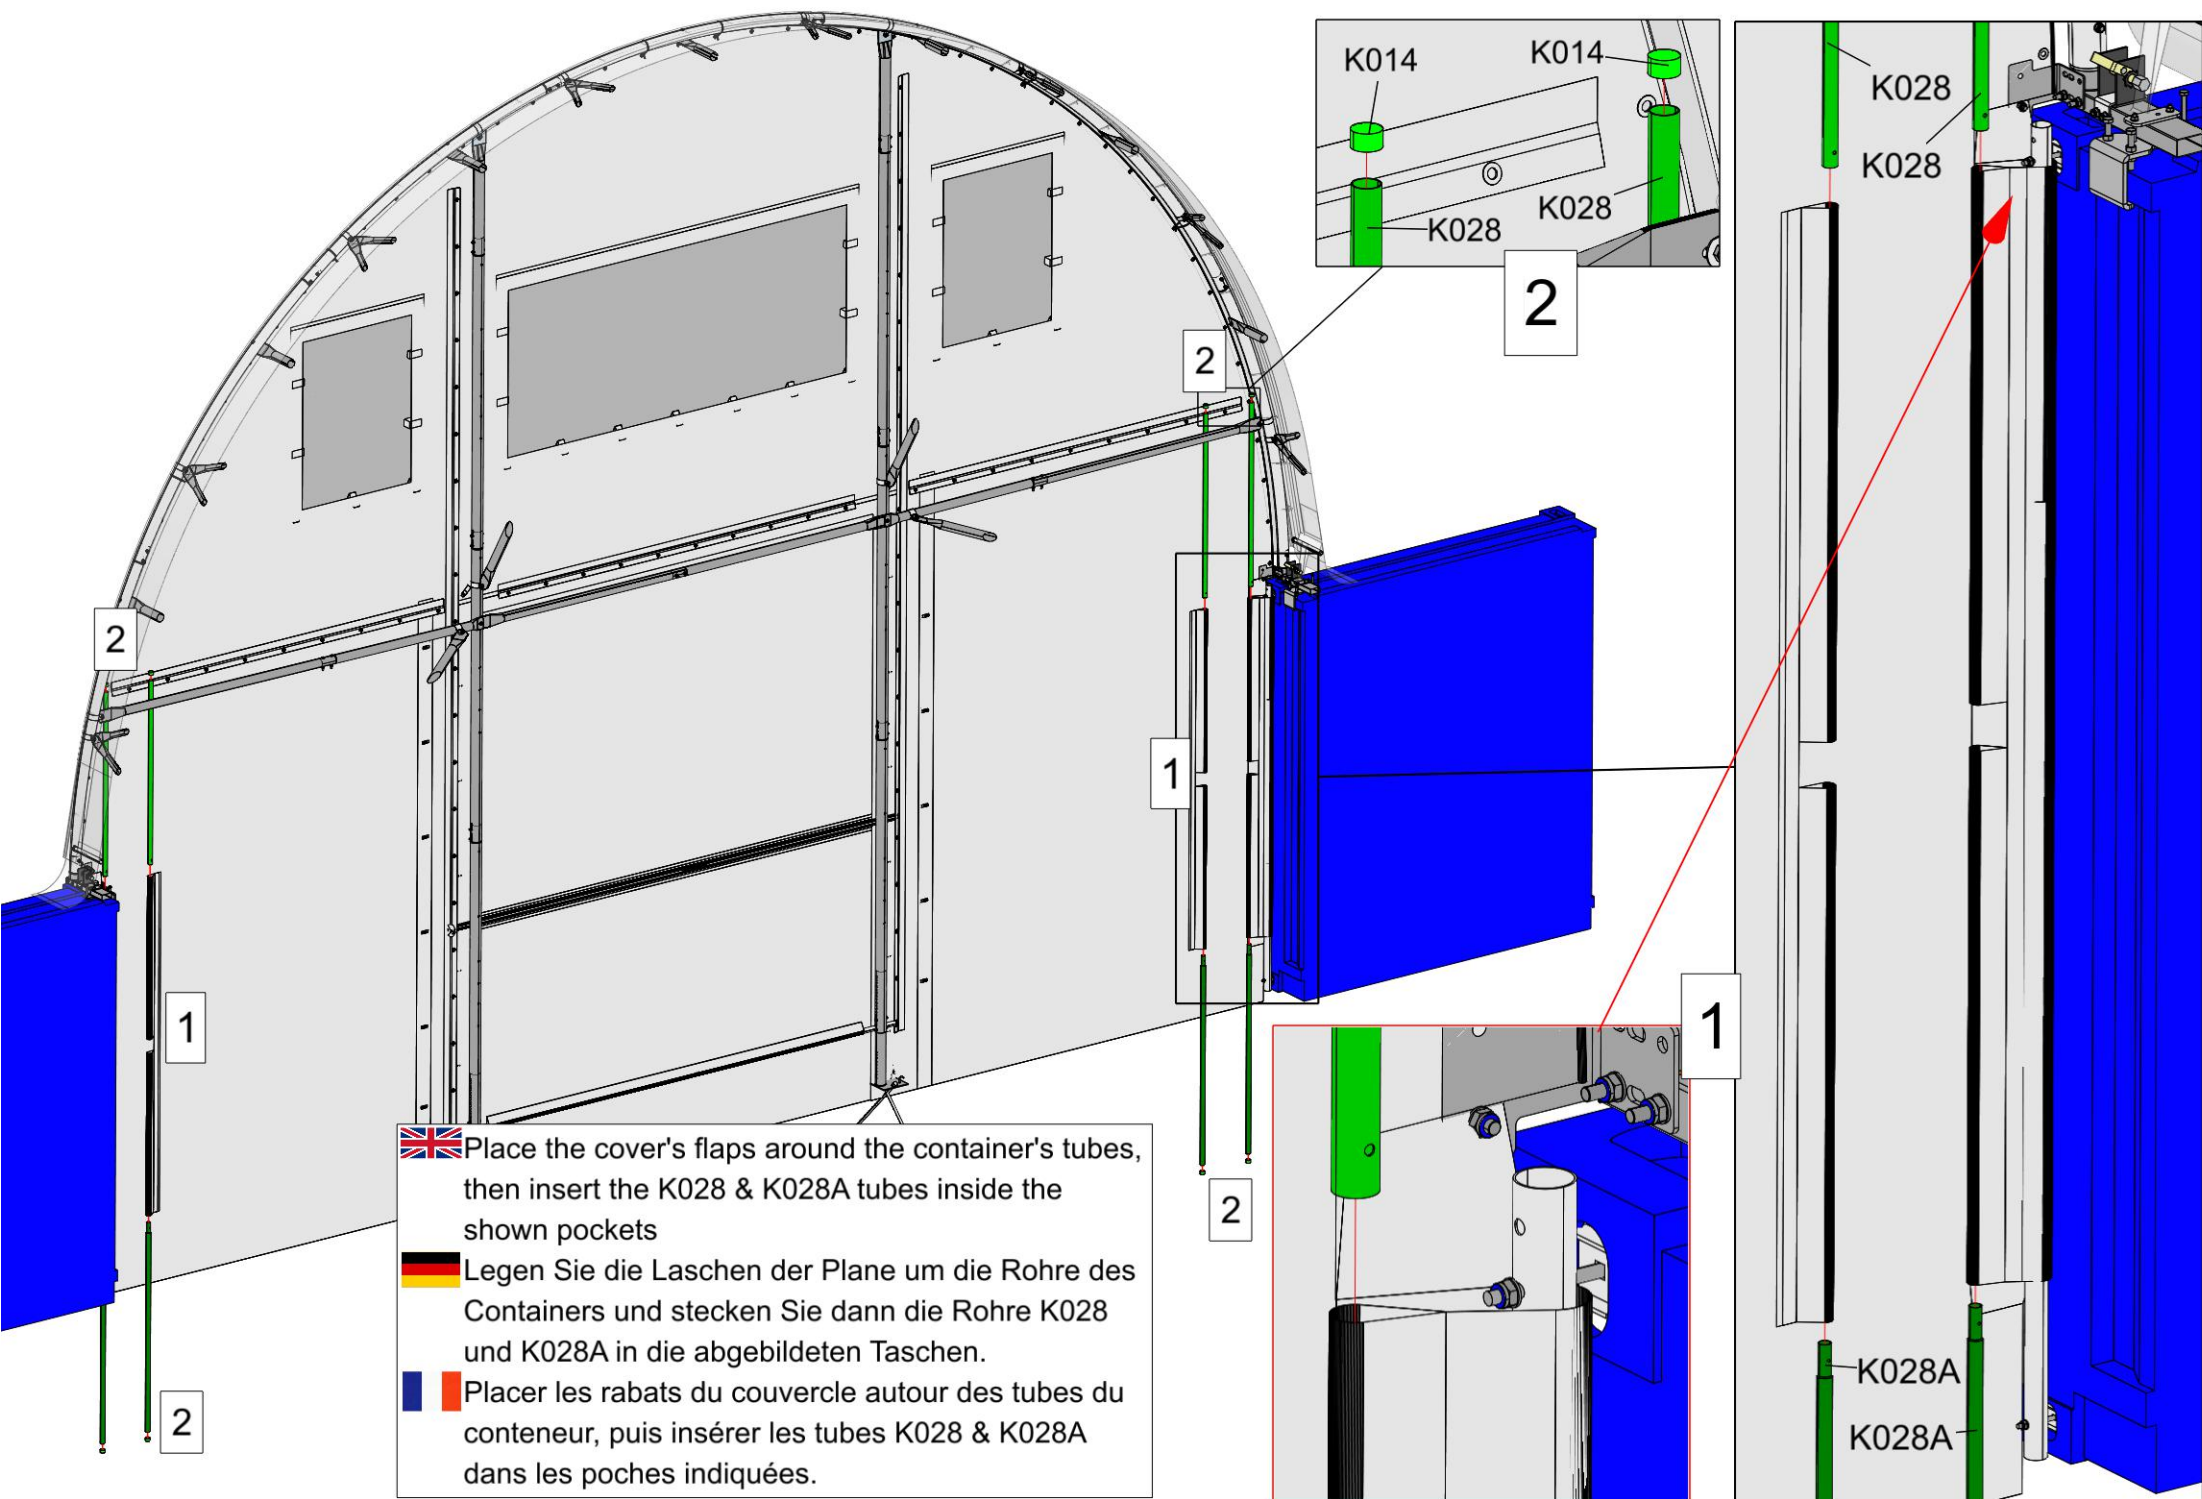 K014
K014
K028
K028
2
K028
K028
2
2
1
1
1
2
2
K028A
K028A
Place the cover's flaps around the container's tubes,
then insert the K028 & K028A tubes inside the
shown pockets
Legen Sie die Laschen der Plane um die Rohre des
Containers und stecken Sie dann die Rohre K028
und K028A in die abgebildeten Taschen.
Placer les rabats du couvercle autour des tubes du
conteneur, puis insérer les tubes K028 & K028A
dans les poches indiquées.